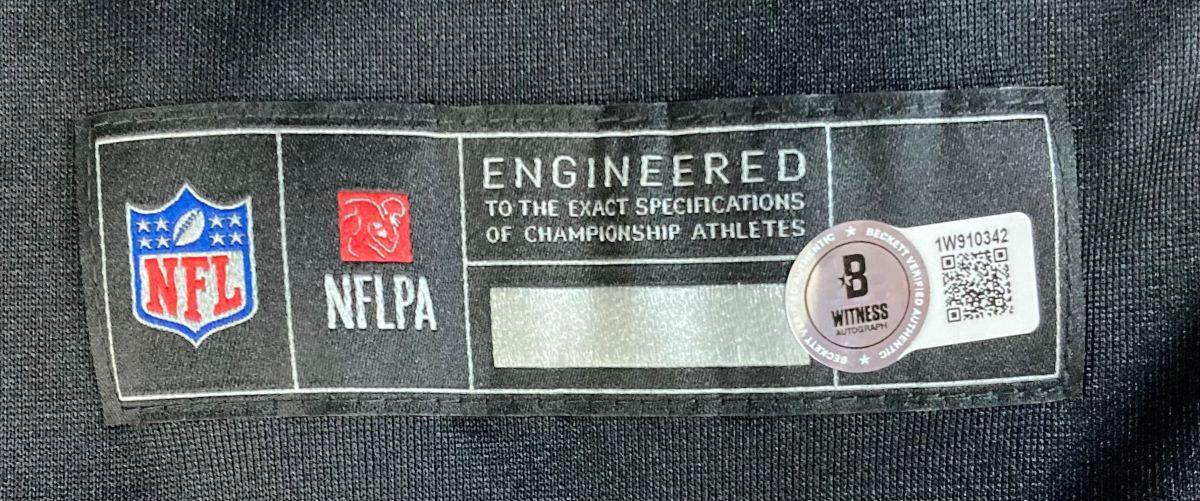 NFL
NFLPA
ENGINEERED
TO THE EXACT SPECIFICATIONS
OF CHAMPIONSHIP ATHLETES
BECKETT VERIFIED AUTHENTIC
B
WITNESS
AUTOGRAPH
1W910342